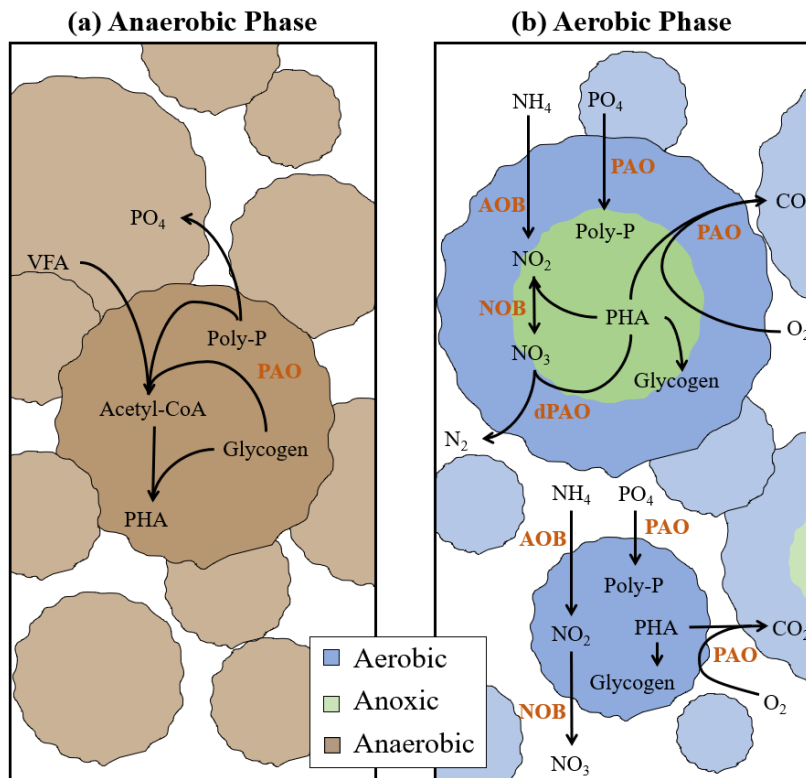 (a) Anaerobic Phase
PO4
VFA
Poly-P
PAO
Acetyl-CoA
Glycogen
PHA
(b) Aerobic Phase
NH4
PO4
PAO
AOB
CO
PAO
Poly-P
NO2
NOB
PHA
O2
NO3
Glycogen
dPAO
N2
NH4
PO4
AOB
PAO
Poly-P
NO2
PHA
CO2
PAO
Glycogen
NOB
O2
NO3
Aerobic
Anoxic
Anaerobic